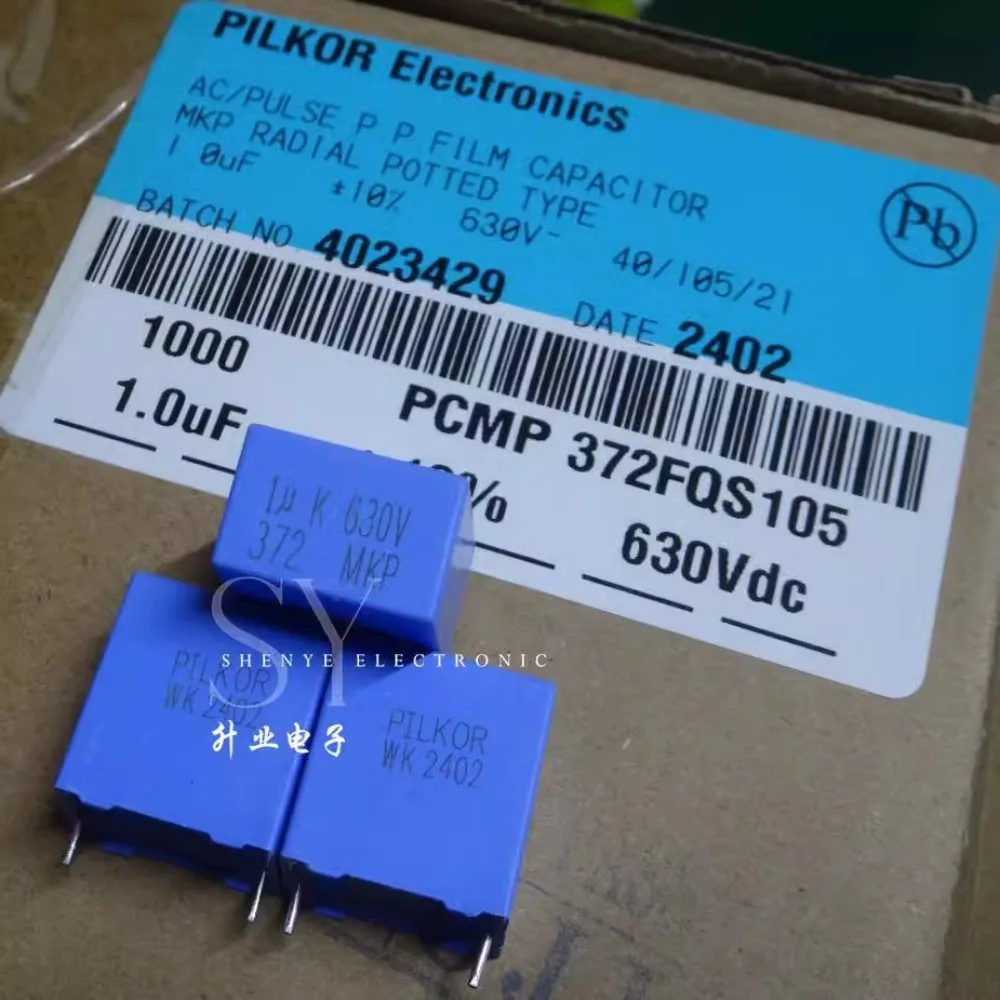 PILKOR Electronics
AC/PULSE P P FILM CAPACITOR
MKP RADIAL POTTED TYPE
1 0uF ±10% 630V- 40/105/21
BATCH NO 4023429 DATE 2402
1000 PCMP 372FQS105
1.0uF % 630Vdc
1µ K 630V
372 MKP
SY
SHENYE ELECTRONIC
升业电子
PILKOR
WK 2402
PILKOR
WK 2402
Pb